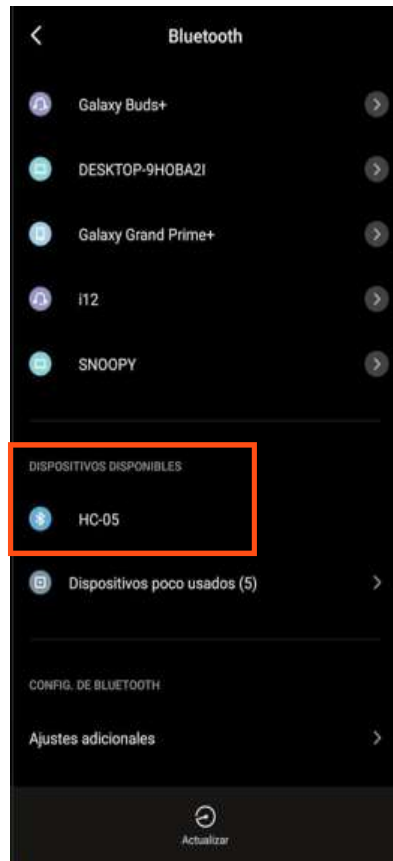 Bluetooth
Galaxy Buds+
DESKTOP-9HOBA2I
Galaxy Grand Prime+
i12
SNOOPY
DISPOSITIVOS DISPONIBLES
HC-05
Dispositivos poco usados (5)
CONFIG. DE BLUETOOTH
Ajustes adicionales
Actualizar